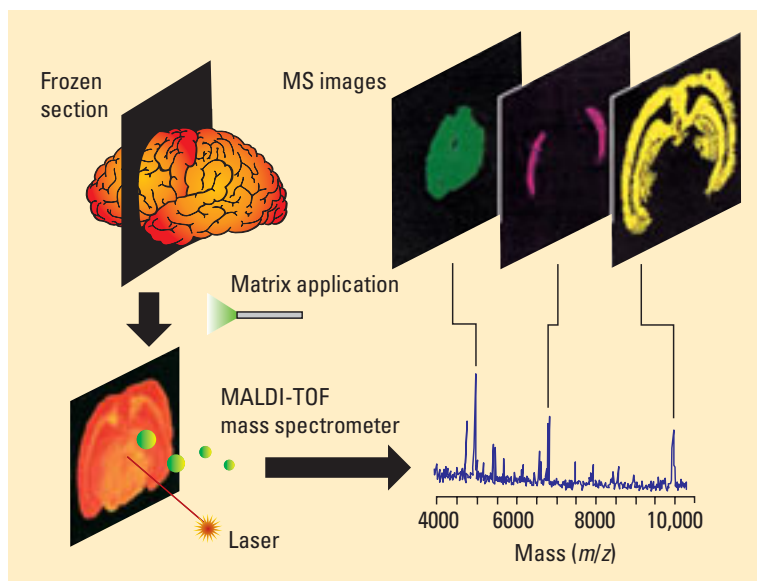 Frozen
section
MS images
Matrix application
MALDI-TOF
mass spectrometer
Laser
4000 6000 8000 10,000
Mass (m/z)